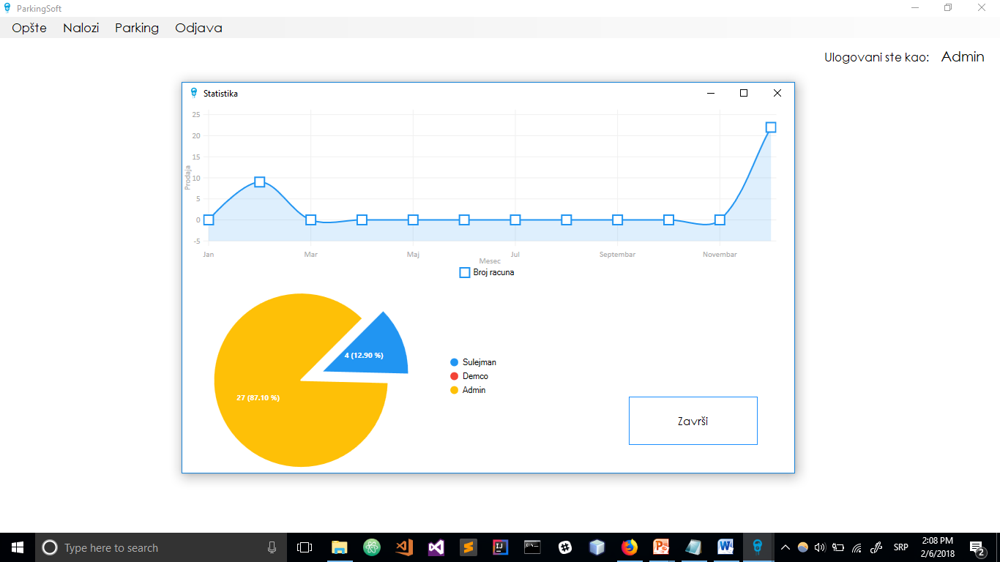 ParkingSoft
Opšte Nalozi Parking Odjava
Ulogovani ste kao: Admin
Statistika
25
20
15
10
5
0
-5
Prodaja
Jan Mar Maj Jul Septembar Novembar
Mesec
Broj racuna
4 (12.90 %)
27 (87.10 %)
Sulejman
Demco
Admin
Završi
Type here to search
SRP
2:08 PM
2/6/2018
2